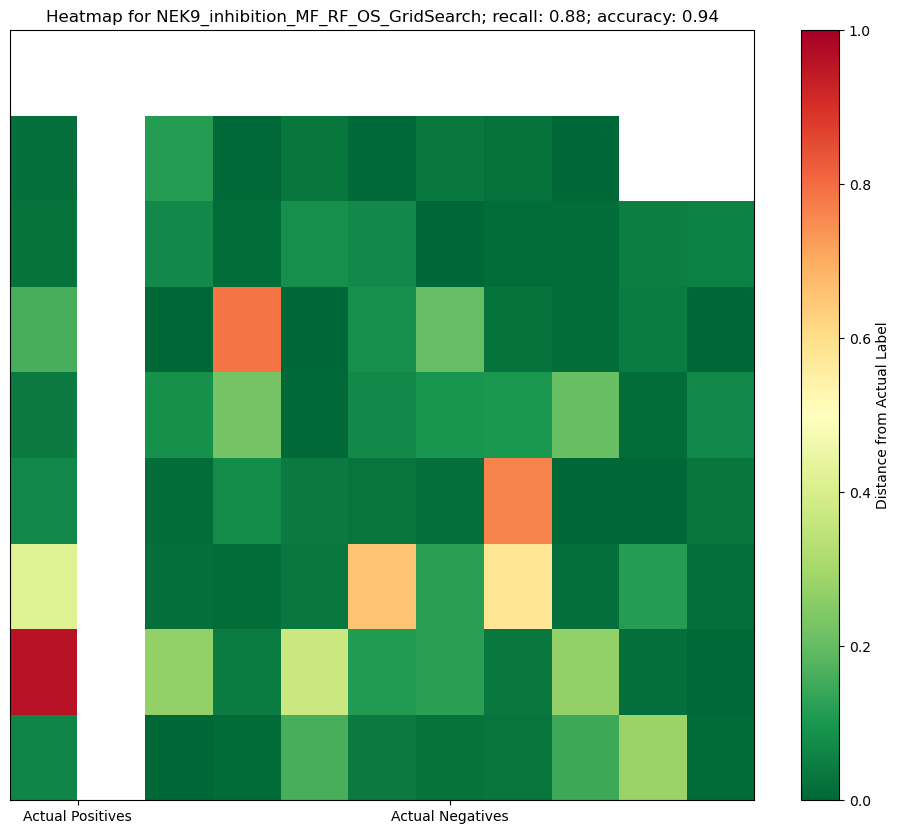 Heatmap for NEK9_inhibition_MF_RF_OS_GridSearch; recall: 0.88; accuracy: 0.94
1.0
0.8
0.6
0.4
0.2
0.0
Distance from Actual Label
Actual Positives
Actual Negatives